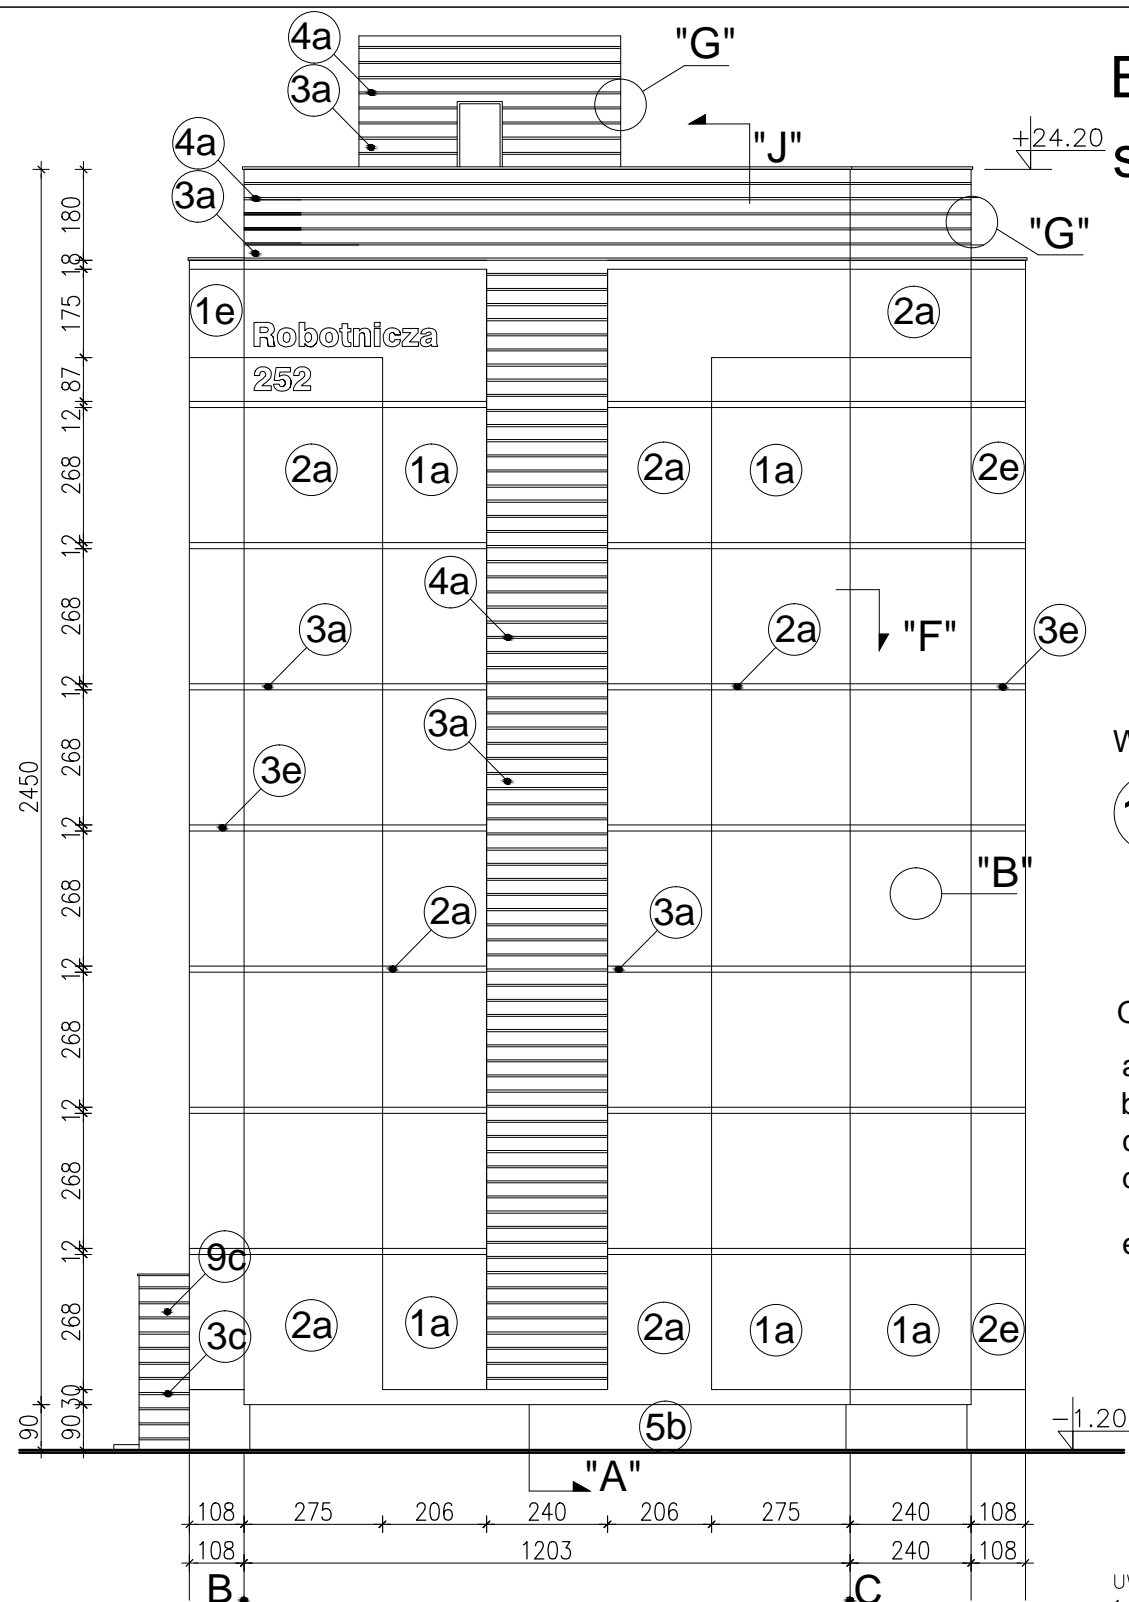 4a
"G"
3a
E
4a
"J"
+24.20
s
3a
"G"
180
18
175
87
12
268
12
268
12
268
12
268
12
268
12
268
12
268
30
90
2450
90
1e
Robotnicza
252
2a
2a
1a
2a
1a
2e
4a
3a
2a
"F"
3e
3a
3e
W
1
"B"
2a
3a
O
a
b
e
9c
3c
2a
1a
2a
1a
1a
2e
5b
-1.20
"A"
108 275 206 240 206 275 240 108
108 1203 240 108
B C